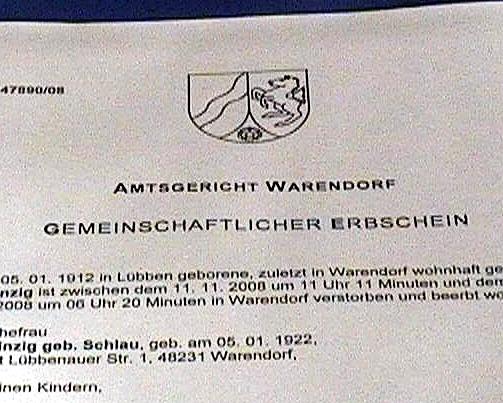 47890/08
AMTSGERICHT WARENDORF
GEMEINSCHAFTLICHER ERBSCHEIN
05. 01. 1912 in Lübben geborene, zuletzt in Warendorf wohnhaft ge
nzig ist zwischen dem 11. 11. 2008 um 11 Uhr 11 Minuten und dem
2008 um 06 Uhr 20 Minuten in Warendorf verstorben und beerbt wo
hefrau
inzig geb. Schlau, geb. am 05. 01. 1922,
t Lübbenauer Str. 1, 48231 Warendorf,
inen Kindern,